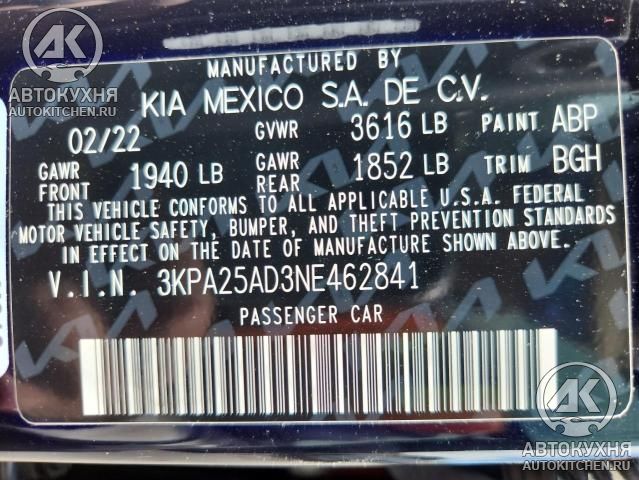 MANUFACTURED BY
KIA MEXICO S.A. DE C.V.
02/22 GVWR 3616 LB PAINT ABP
GAWR FRONT 1940 LB GAWR REAR 1852 LB TRIM BGH
THIS VEHICLE CONFORMS TO ALL APPLICABLE U.S.A. FEDERAL
MOTOR VEHICLE SAFETY, BUMPER, AND THEFT PREVENTION STANDARDS
IN EFFECT ON THE DATE OF MANUFACTURE SHOWN ABOVE.
V.I.N. 3KPA25AD3NE462841
PASSENGER CAR
АК
АВТОКУХНЯ
AUTOKITCHEN.RU
АК
АВТОКУХНЯ
AUTOKITCHEN.RU